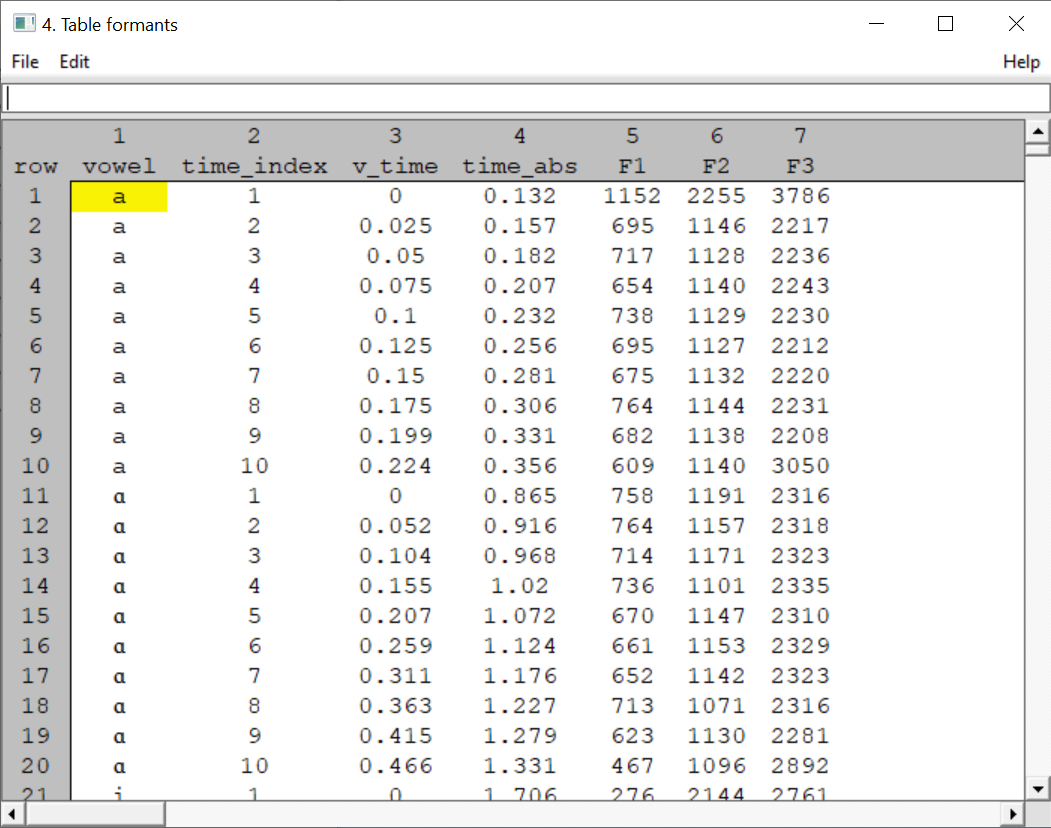 4. Table formants
File Edit Help
1 2 3 4 5 6 7
row vowel time_index v_time time_abs F1 F2 F3
1 a 1 0 0.132 1152 2255 3786
2 a 2 0.025 0.157 695 1146 2217
3 a 3 0.05 0.182 717 1128 2236
4 a 4 0.075 0.207 654 1140 2243
5 a 5 0.1 0.232 738 1129 2230
6 a 6 0.125 0.256 695 1127 2212
7 a 7 0.15 0.281 675 1132 2220
8 a 8 0.175 0.306 764 1144 2231
9 a 9 0.199 0.331 682 1138 2208
10 a 10 0.224 0.356 609 1140 3050
11 ɑ 1 0 0.865 758 1191 2316
12 ɑ 2 0.052 0.916 764 1157 2318
13 ɑ 3 0.104 0.968 714 1171 2323
14 ɑ 4 0.155 1.02 736 1101 2335
15 ɑ 5 0.207 1.072 670 1147 2310
16 ɑ 6 0.259 1.124 661 1153 2329
17 ɑ 7 0.311 1.176 652 1142 2323
18 ɑ 8 0.363 1.227 713 1071 2316
19 ɑ 9 0.415 1.279 623 1130 2281
20 ɑ 10 0.466 1.331 467 1096 2892
21 i 1 0 1.706 276 2144 2761